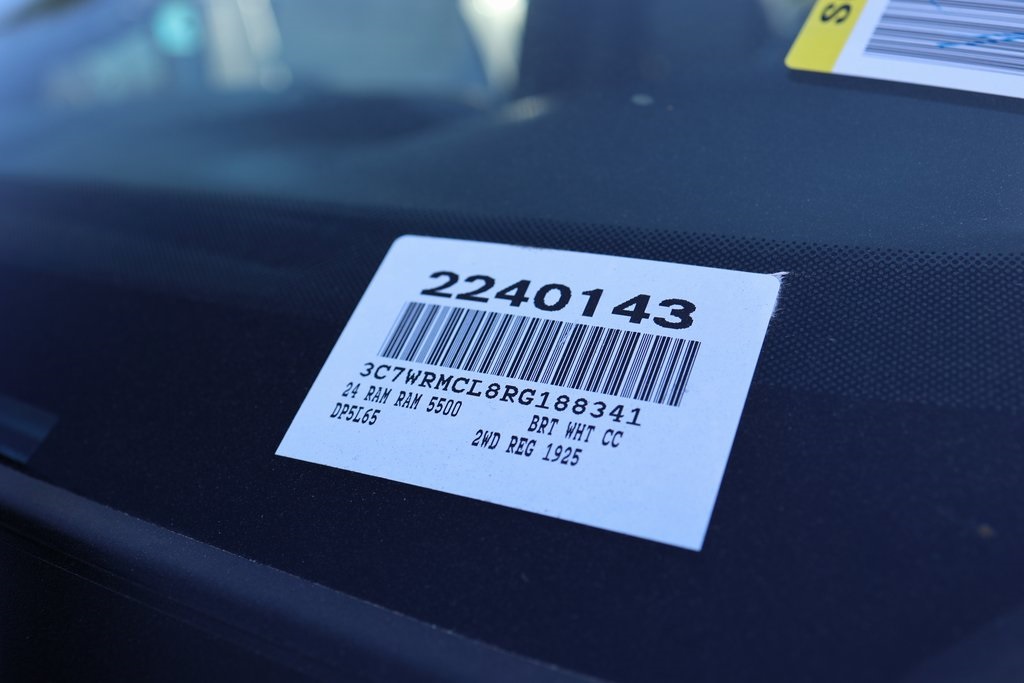 S
2240143
3C7WRMCL8RG188341
24 RAM RAM 5500
BRT WHT CC
DP5L65
2WD REG 1925